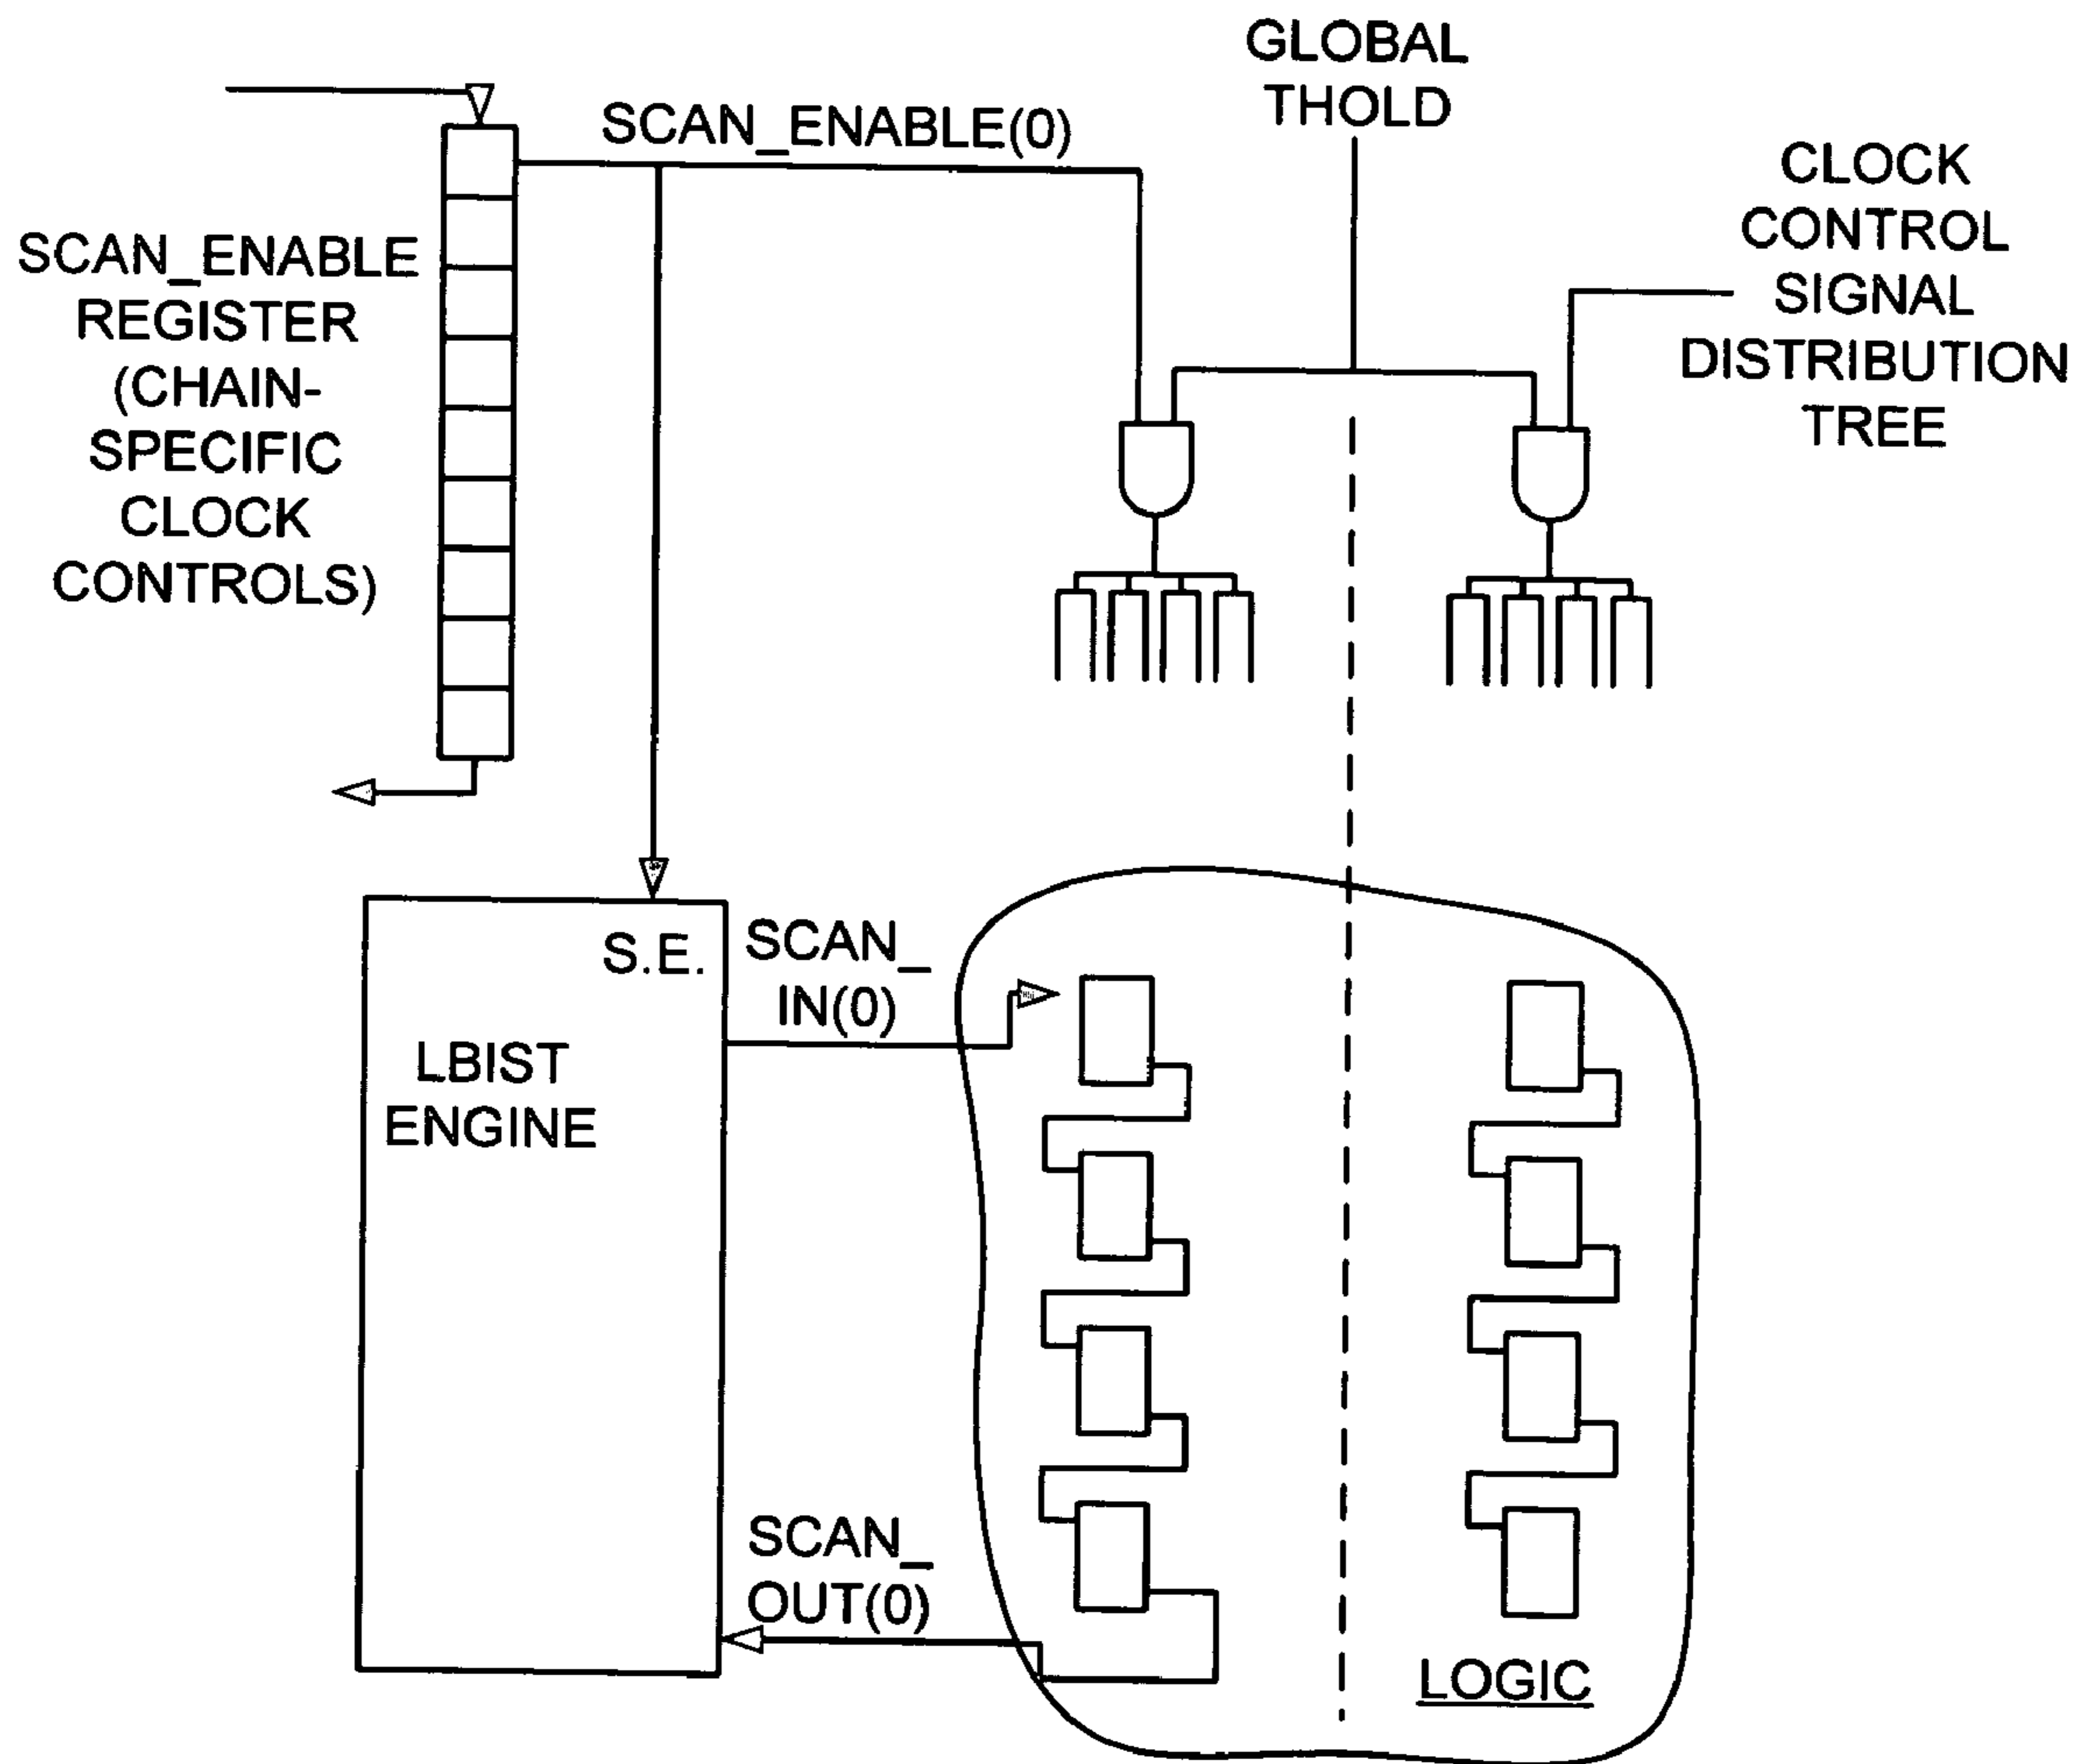 GLOBAL
THOLD
SCAN_ENABLE(0)
CLOCK
CONTROL
SIGNAL
DISTRIBUTION
TREE
SCAN_ENABLE
REGISTER
(CHAIN-
SPECIFIC
CLOCK
CONTROLS)
S.E.
SCAN_
IN(0)
LBIST
ENGINE
SCAN_
OUT(0)
LOGIC